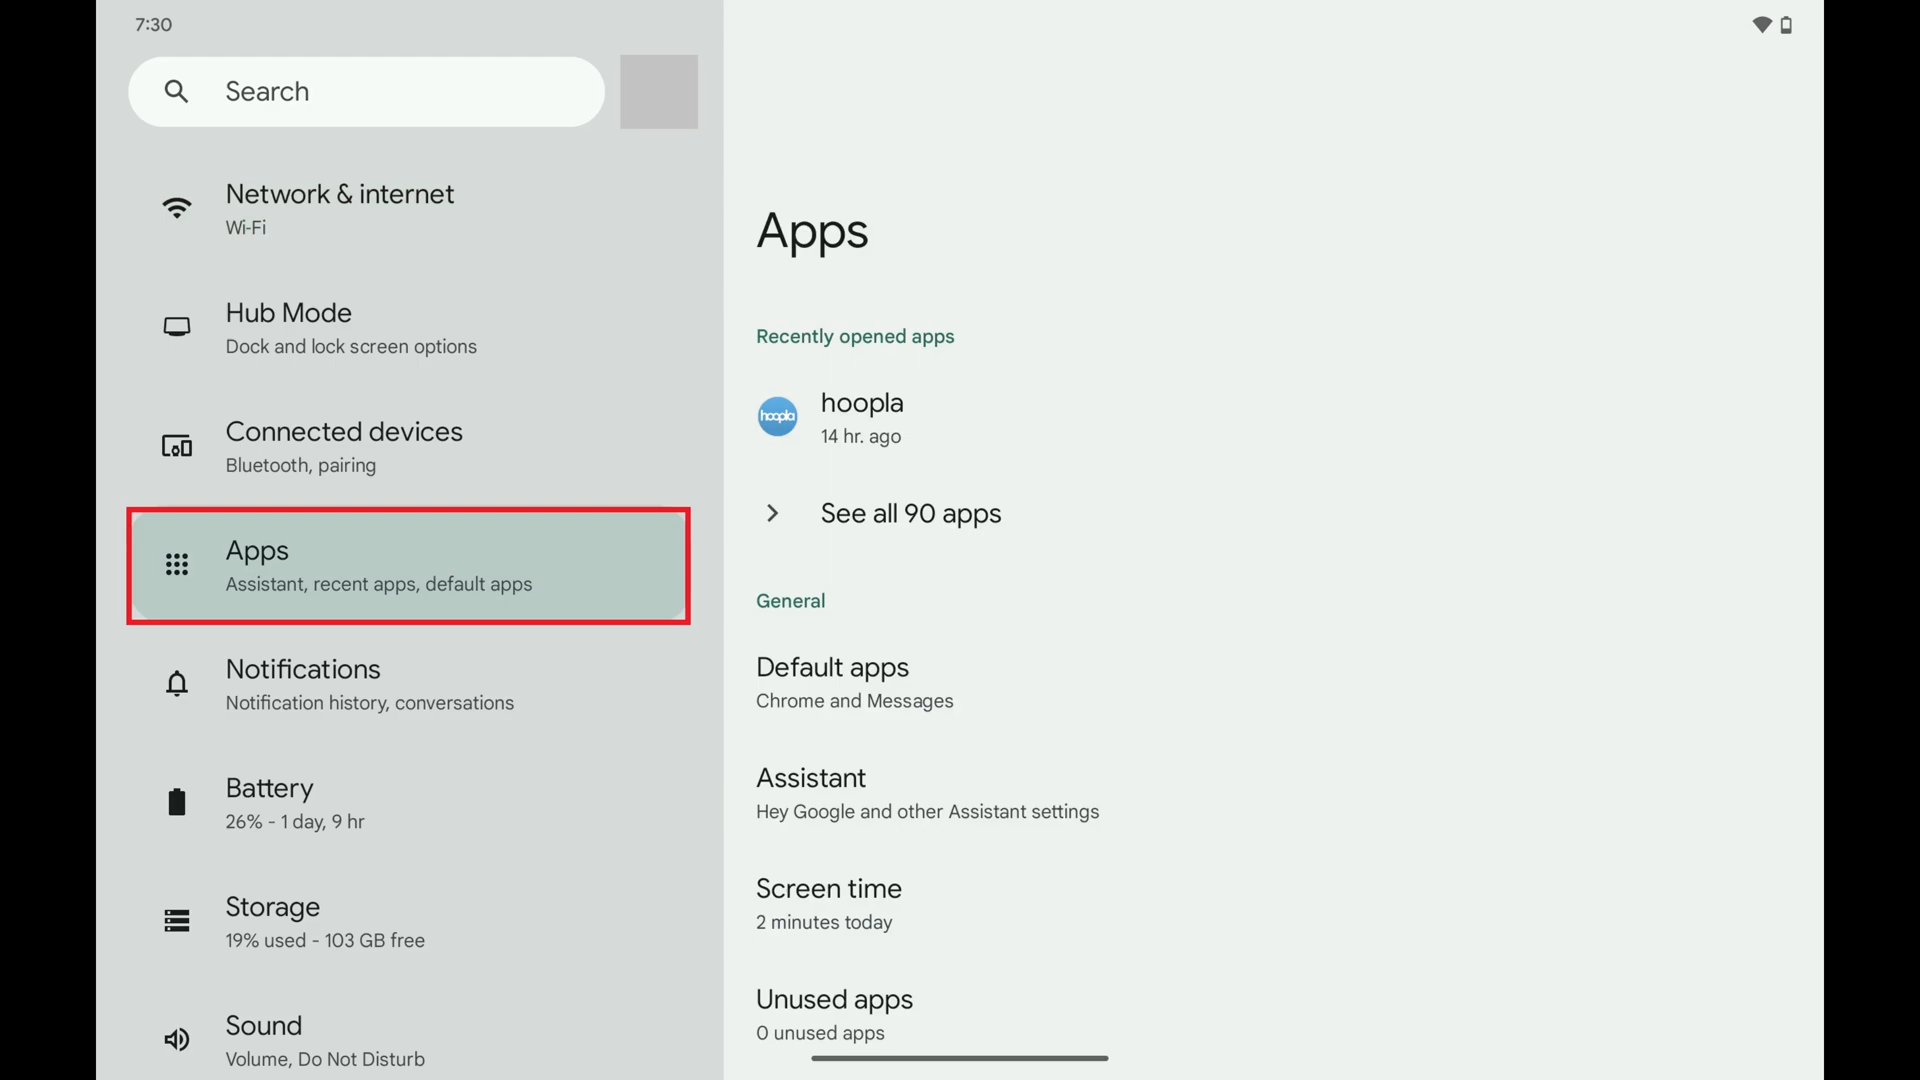 7:30
Search
Network & internet
Wi-Fi
Hub Mode
Dock and lock screen options
Connected devices
Bluetooth, pairing
Apps
Assistant, recent apps, default apps
Notifications
Notification history, conversations
Battery
26% - 1 day, 9 hr
Storage
19% used - 103 GB free
Sound
Volume, Do Not Disturb
Apps
Recently opened apps
hoopla
hoopla
14 hr. ago
See all 90 apps
General
Default apps
Chrome and Messages
Assistant
Hey Google and other Assistant settings
Screen time
2 minutes today
Unused apps
0 unused apps